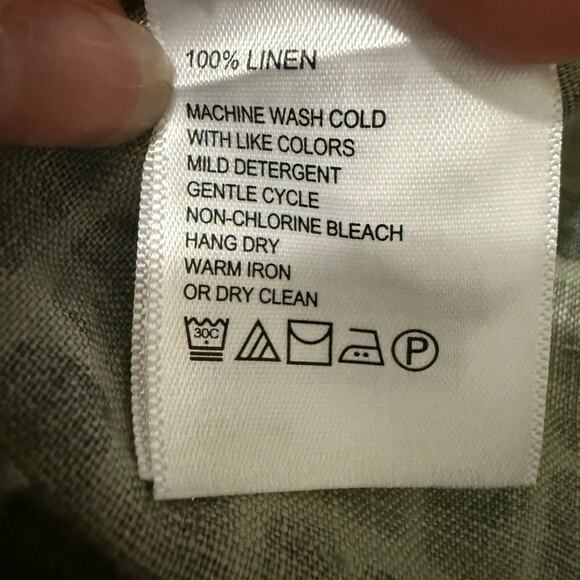 100% LINEN
MACHINE WASH COLD
WITH LIKE COLORS
MILD DETERGENT
GENTLE CYCLE
NON-CHLORINE BLEACH
HANG DRY
WARM IRON
OR DRY CLEAN
30C P